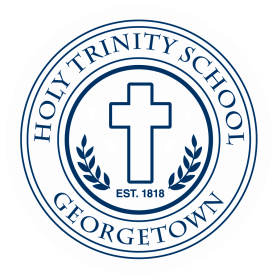 HOLY TRINITY SCHOOL
EST. 1818
GEORGETOWN